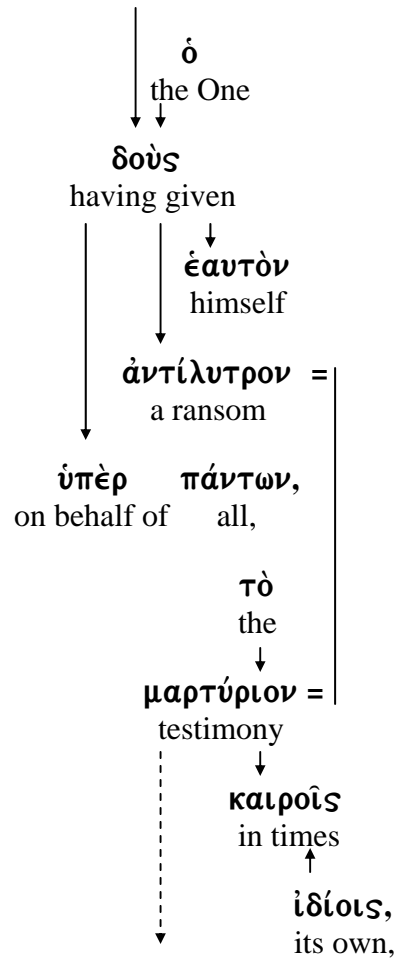 ὁ
the One
δοὺς
having given
ἑαυτὸν
himself
ἀντίλυτρον =
a ransom
ὑπὲρ πάντων,
on behalf of all,
τὸ
the
μαρτύριον =
testimony
καιροῖς
in times
ἰδίοις,
its own,